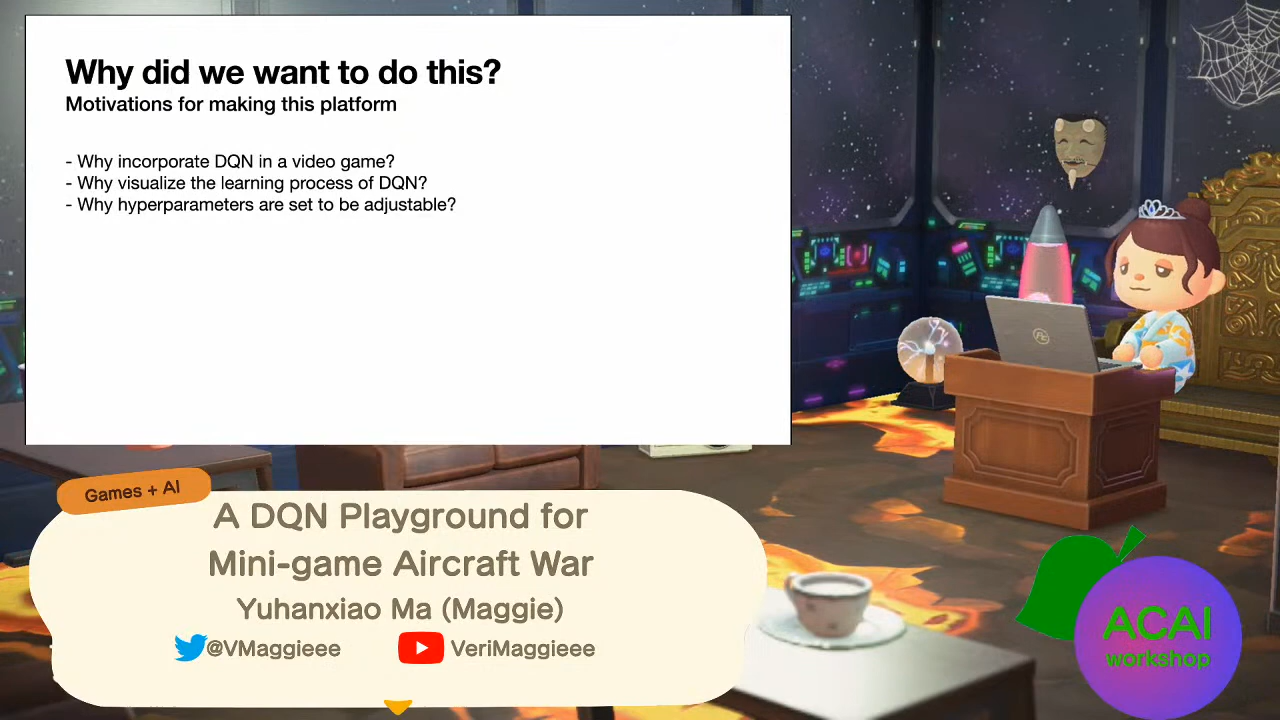 Why did we want to do this?
Motivations for making this platform
- Why incorporate DQN in a video game?
- Why visualize the learning process of DQN?
- Why hyperparameters are set to be adjustable?
Games + AI
A DQN Playground for
Mini-game Aircraft War
Yuhanxiao Ma (Maggie)
@VMaggieee VeriMaggieee
ACAI
workshop